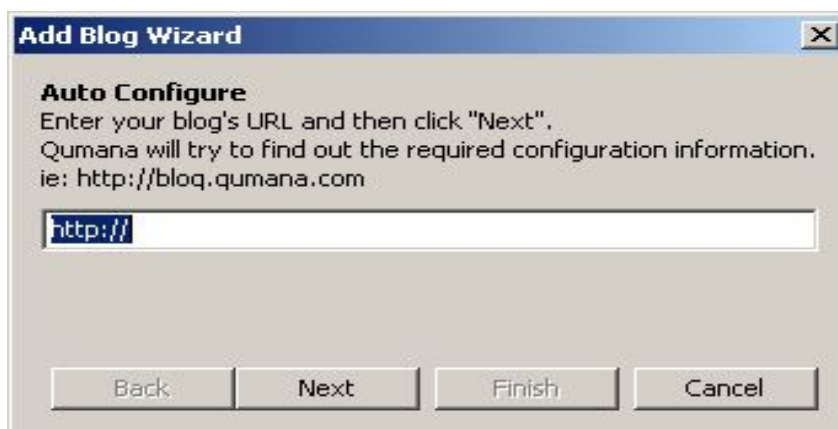 Add Blog Wizard
Auto Configure
Enter your blog's URL and then click "Next".
Qumana will try to find out the required configuration information.
ie: http://blog.qumana.com
http://
Back Next Finish Cancel